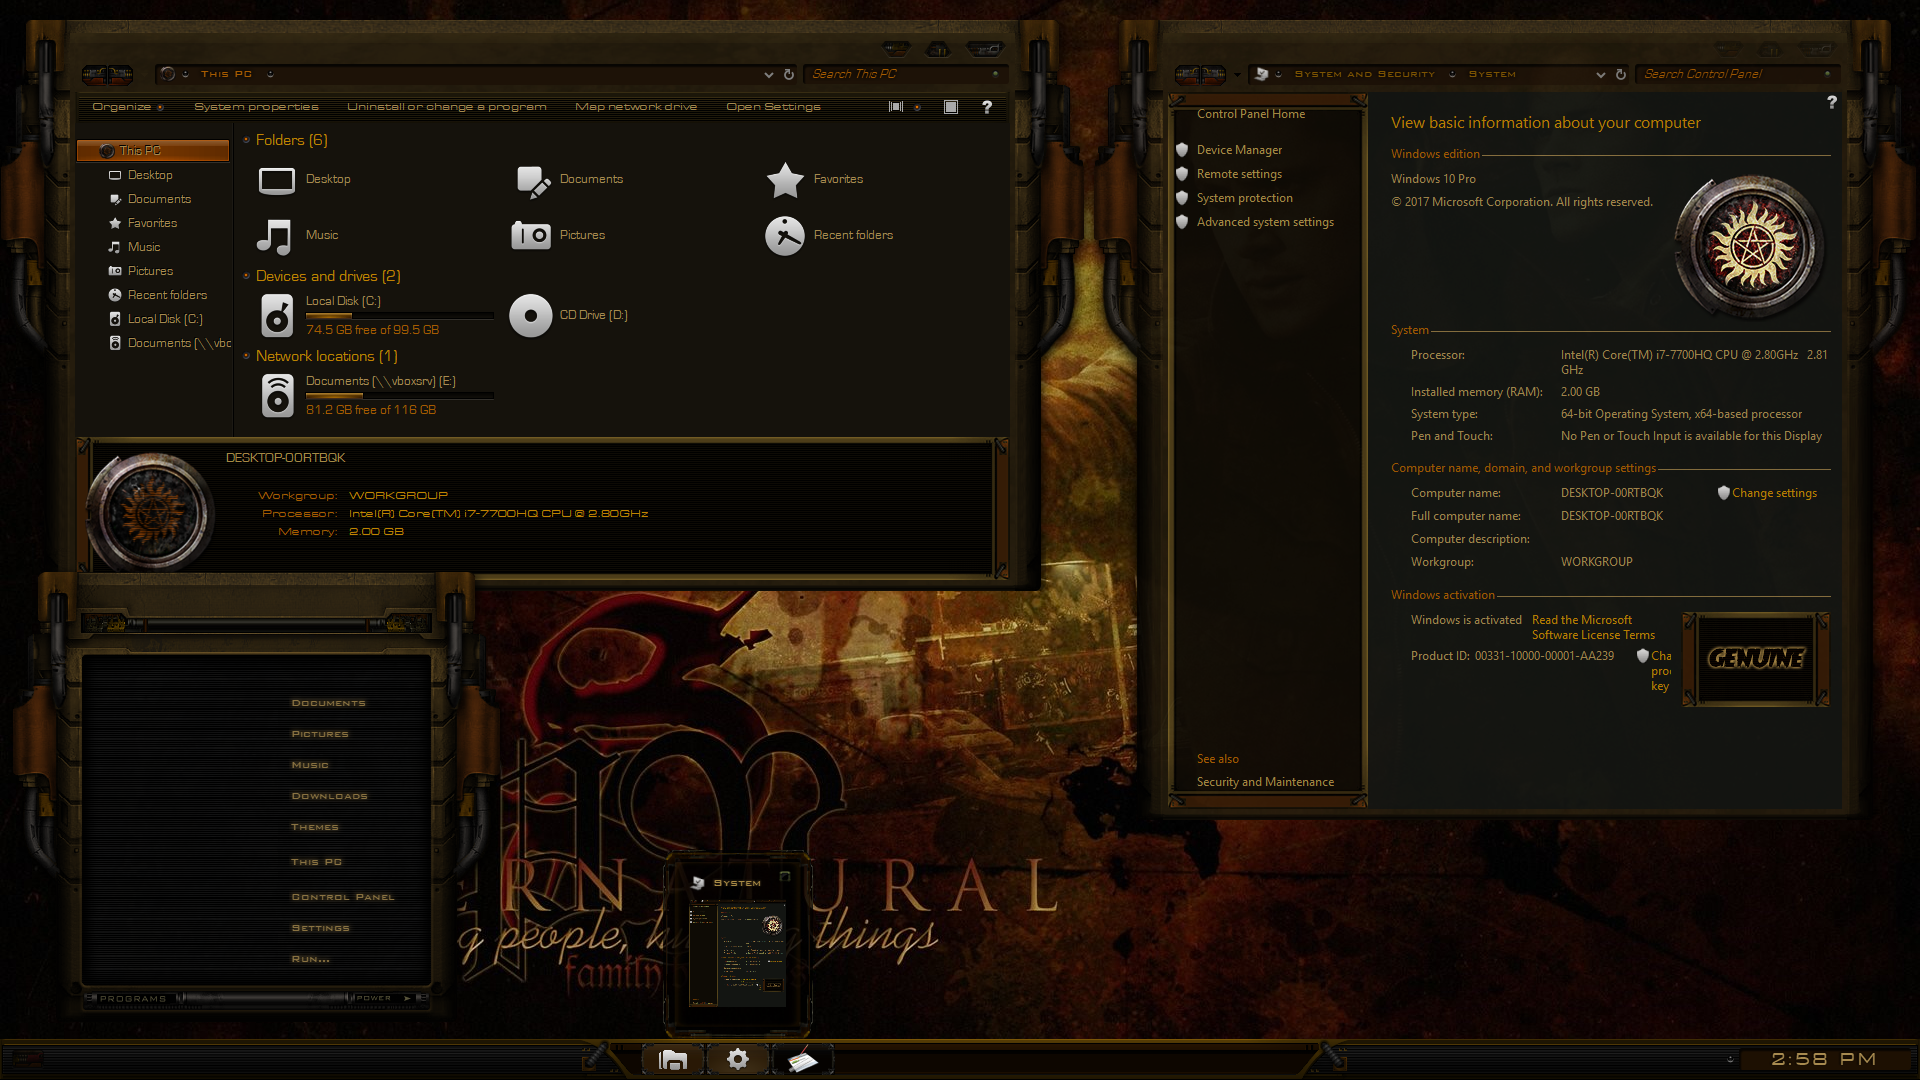 This PC
Search This PC
Organize
System properties
Uninstall or change a program
Map network drive
Open Settings
?
This PC
Desktop
Documents
Favorites
Music
Pictures
Recent folders
Local Disk (C:)
Documents (\\vbo
Folders (6)
Desktop
Documents
Favorites
Music
Pictures
Recent folders
Devices and drives (2)
Local Disk (C:)
74.5 GB free of 99.5 GB
CD Drive (D:)
Network locations (1)
Documents (\\vboxsrv) (E:)
81.2 GB free of 116 GB
DESKTOP-00RTBQK
Workgroup: WORKGROUP
Processor: Intel(R) Core(TM) i7-7700HQ CPU @ 2.80GHz
Memory: 2.00 GB
System and Security
System
Search Control Panel
?
Control Panel Home
Device Manager
Remote settings
System protection
Advanced system settings
See also
Security and Maintenance
View basic information about your computer
Windows edition
Windows 10 Pro
© 2017 Microsoft Corporation. All rights reserved.
System
Processor: Intel(R) Core(TM) i7-7700HQ CPU @ 2.80GHz 2.81
GHz
Installed memory (RAM): 2.00 GB
System type: 64-bit Operating System, x64-based processor
Pen and Touch: No Pen or Touch Input is available for this Display
Computer name, domain, and workgroup settings
Computer name: DESKTOP-00RTBQK
Change settings
Full computer name: DESKTOP-00RTBQK
Computer description:
Workgroup: WORKGROUP
Windows activation
Windows is activated Read the Microsoft
Software License Terms
Product ID: 00331-10000-00001-AA239
Cha
pro
key
GENUINE
Documents
Pictures
Music
Downloads
Themes
This PC
Control Panel
Settings
Run...
Programs
Power
RNA URAL
g people, hu g things
family
System
2:58 PM